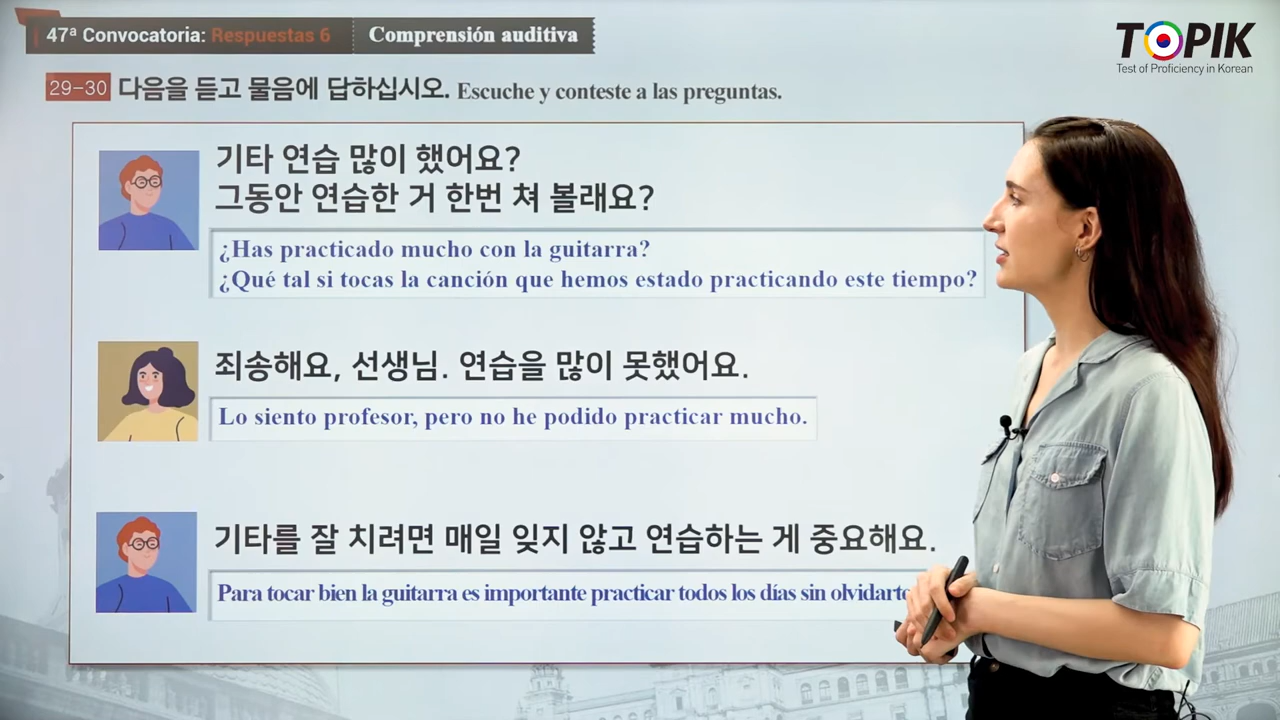 47ª Convocatoria: Respuestas 6 Comprensión auditiva
TOPIK
Test of Proficiency in Korean
29-30 다음을 듣고 물음에 답하십시오. Escuche y conteste a las preguntas.
기타 연습 많이 했어요?
그동안 연습한 거 한번 쳐 볼래요?
¿Has practicado mucho con la guitarra?
¿Qué tal si tocas la canción que hemos estado practicando este tiempo?
죄송해요, 선생님. 연습을 많이 못했어요.
Lo siento profesor, pero no he podido practicar mucho.
기타를 잘 치려면 매일 잊지 않고 연습하는 게 중요해요.
Para tocar bien la guitarra es importante practicar todos los días sin